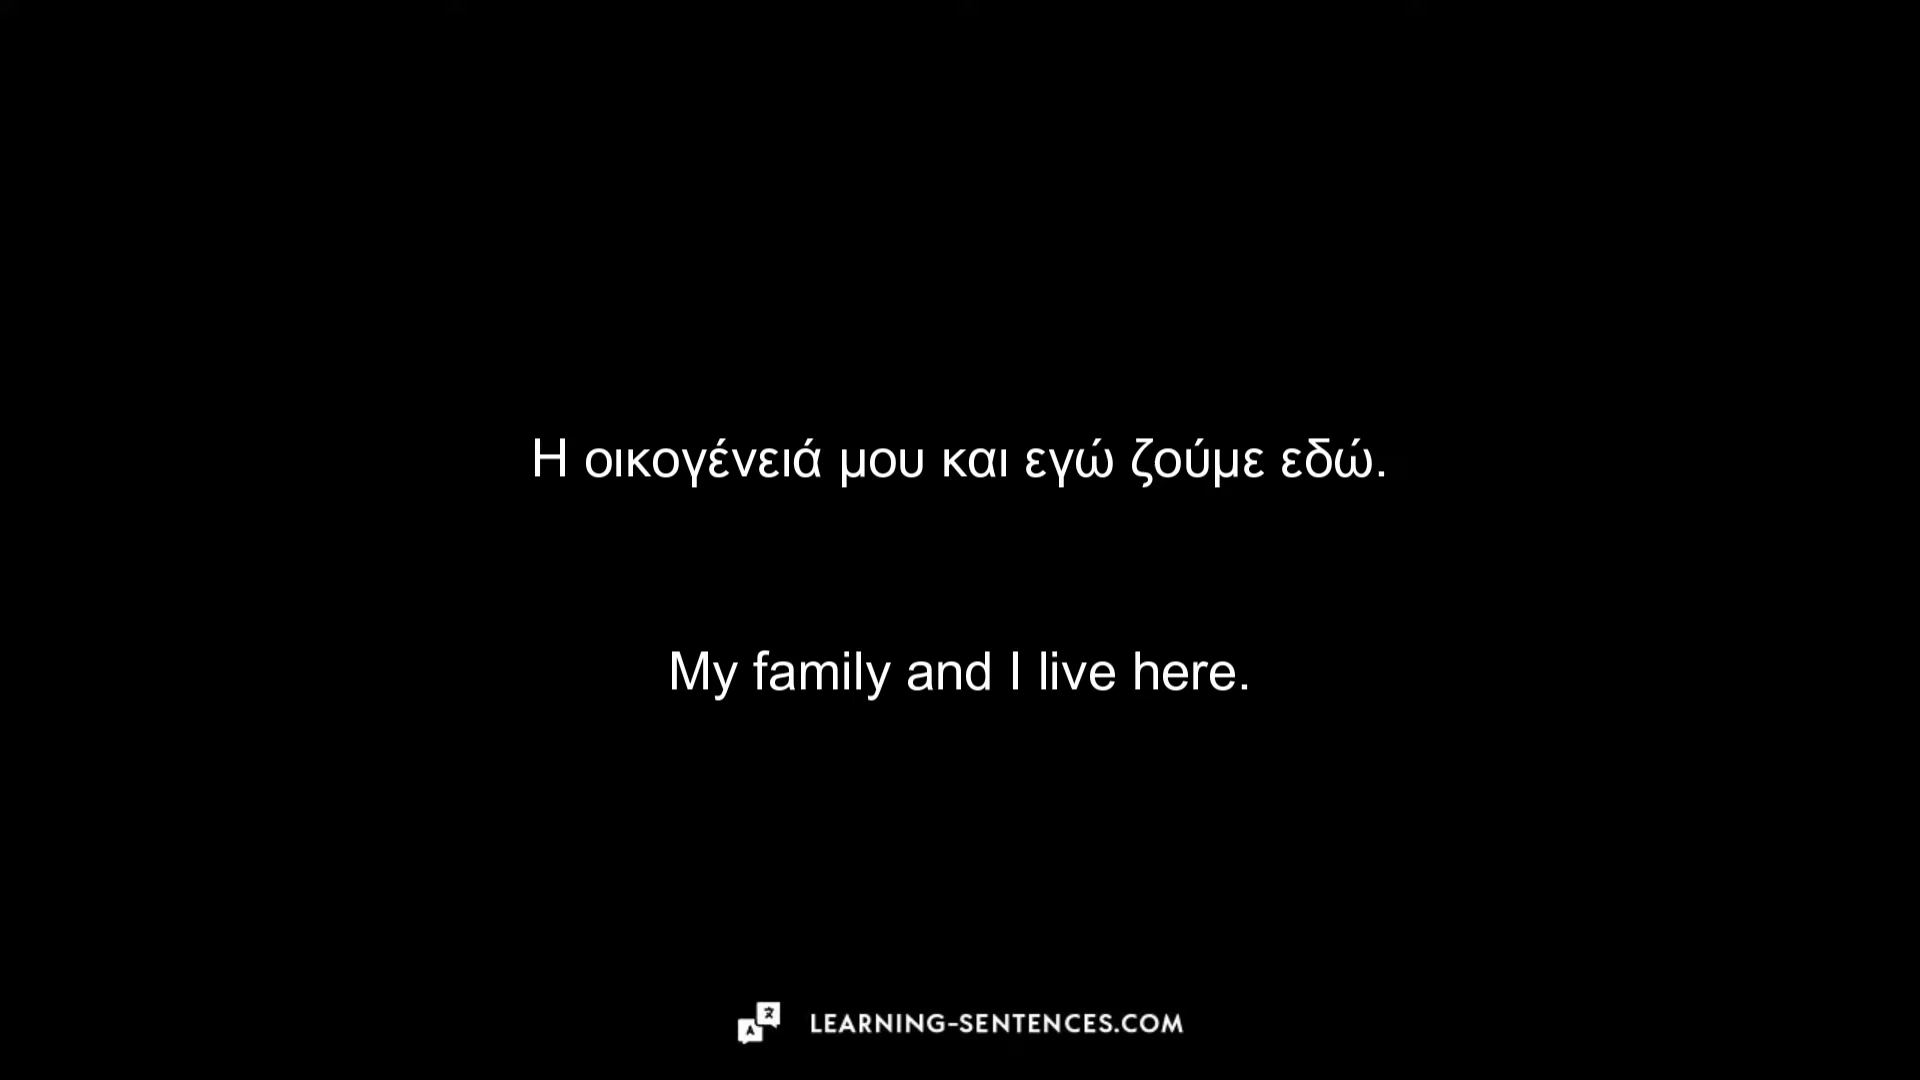 Η οικογένειά μου και εγώ ζούμε εδώ.
My family and I live here.
LEARNING-SENTENCES.COM